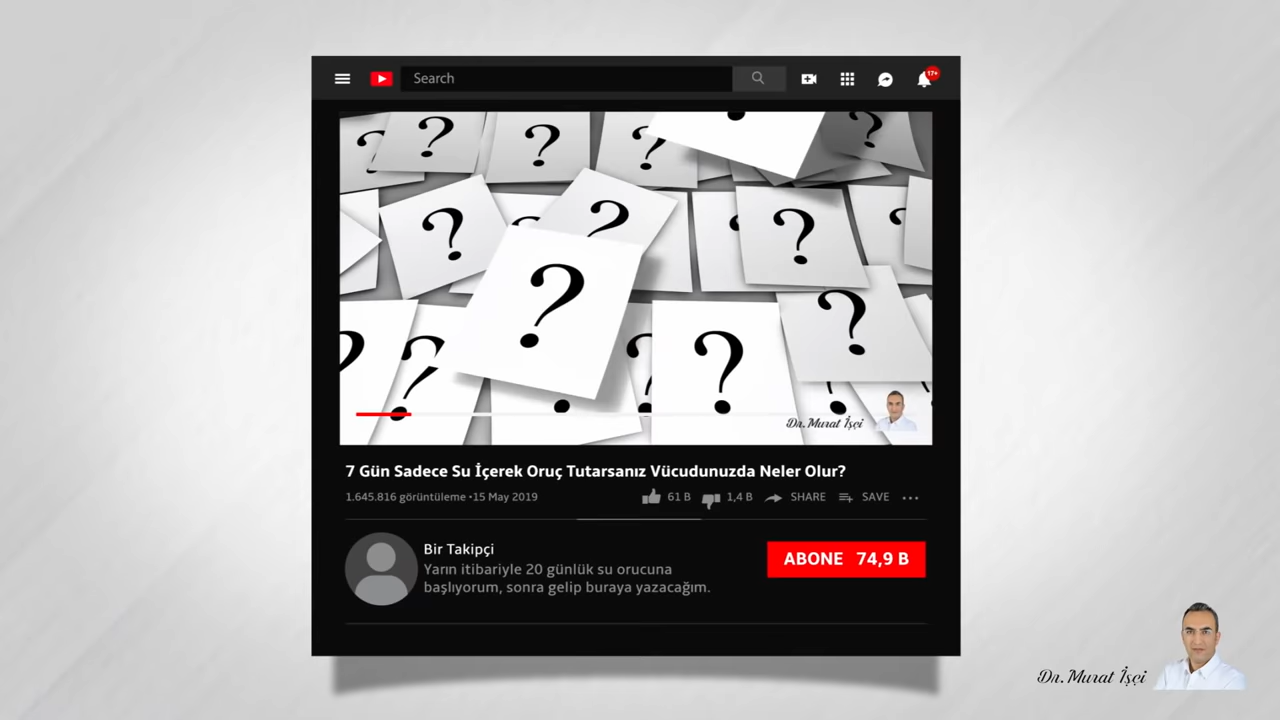 17+
Search
? ? ? ? ?
? ? ? ? ? ?
? ? ? ? ? ?
Dr. Murat İşçi
7 Gün Sadece Su İçerek Oruç Tutarsanız Vücudunuzda Neler Olur?
1.645.816 görüntüleme •15 May 2019 61 B 1,4 B SHARE SAVE
Bir Takipçi
Yarın itibariyle 20 günlük su orucuna
başlıyorum, sonra gelip buraya yazacağım.
ABONE 74,9 B
Dr. Murat İşçi